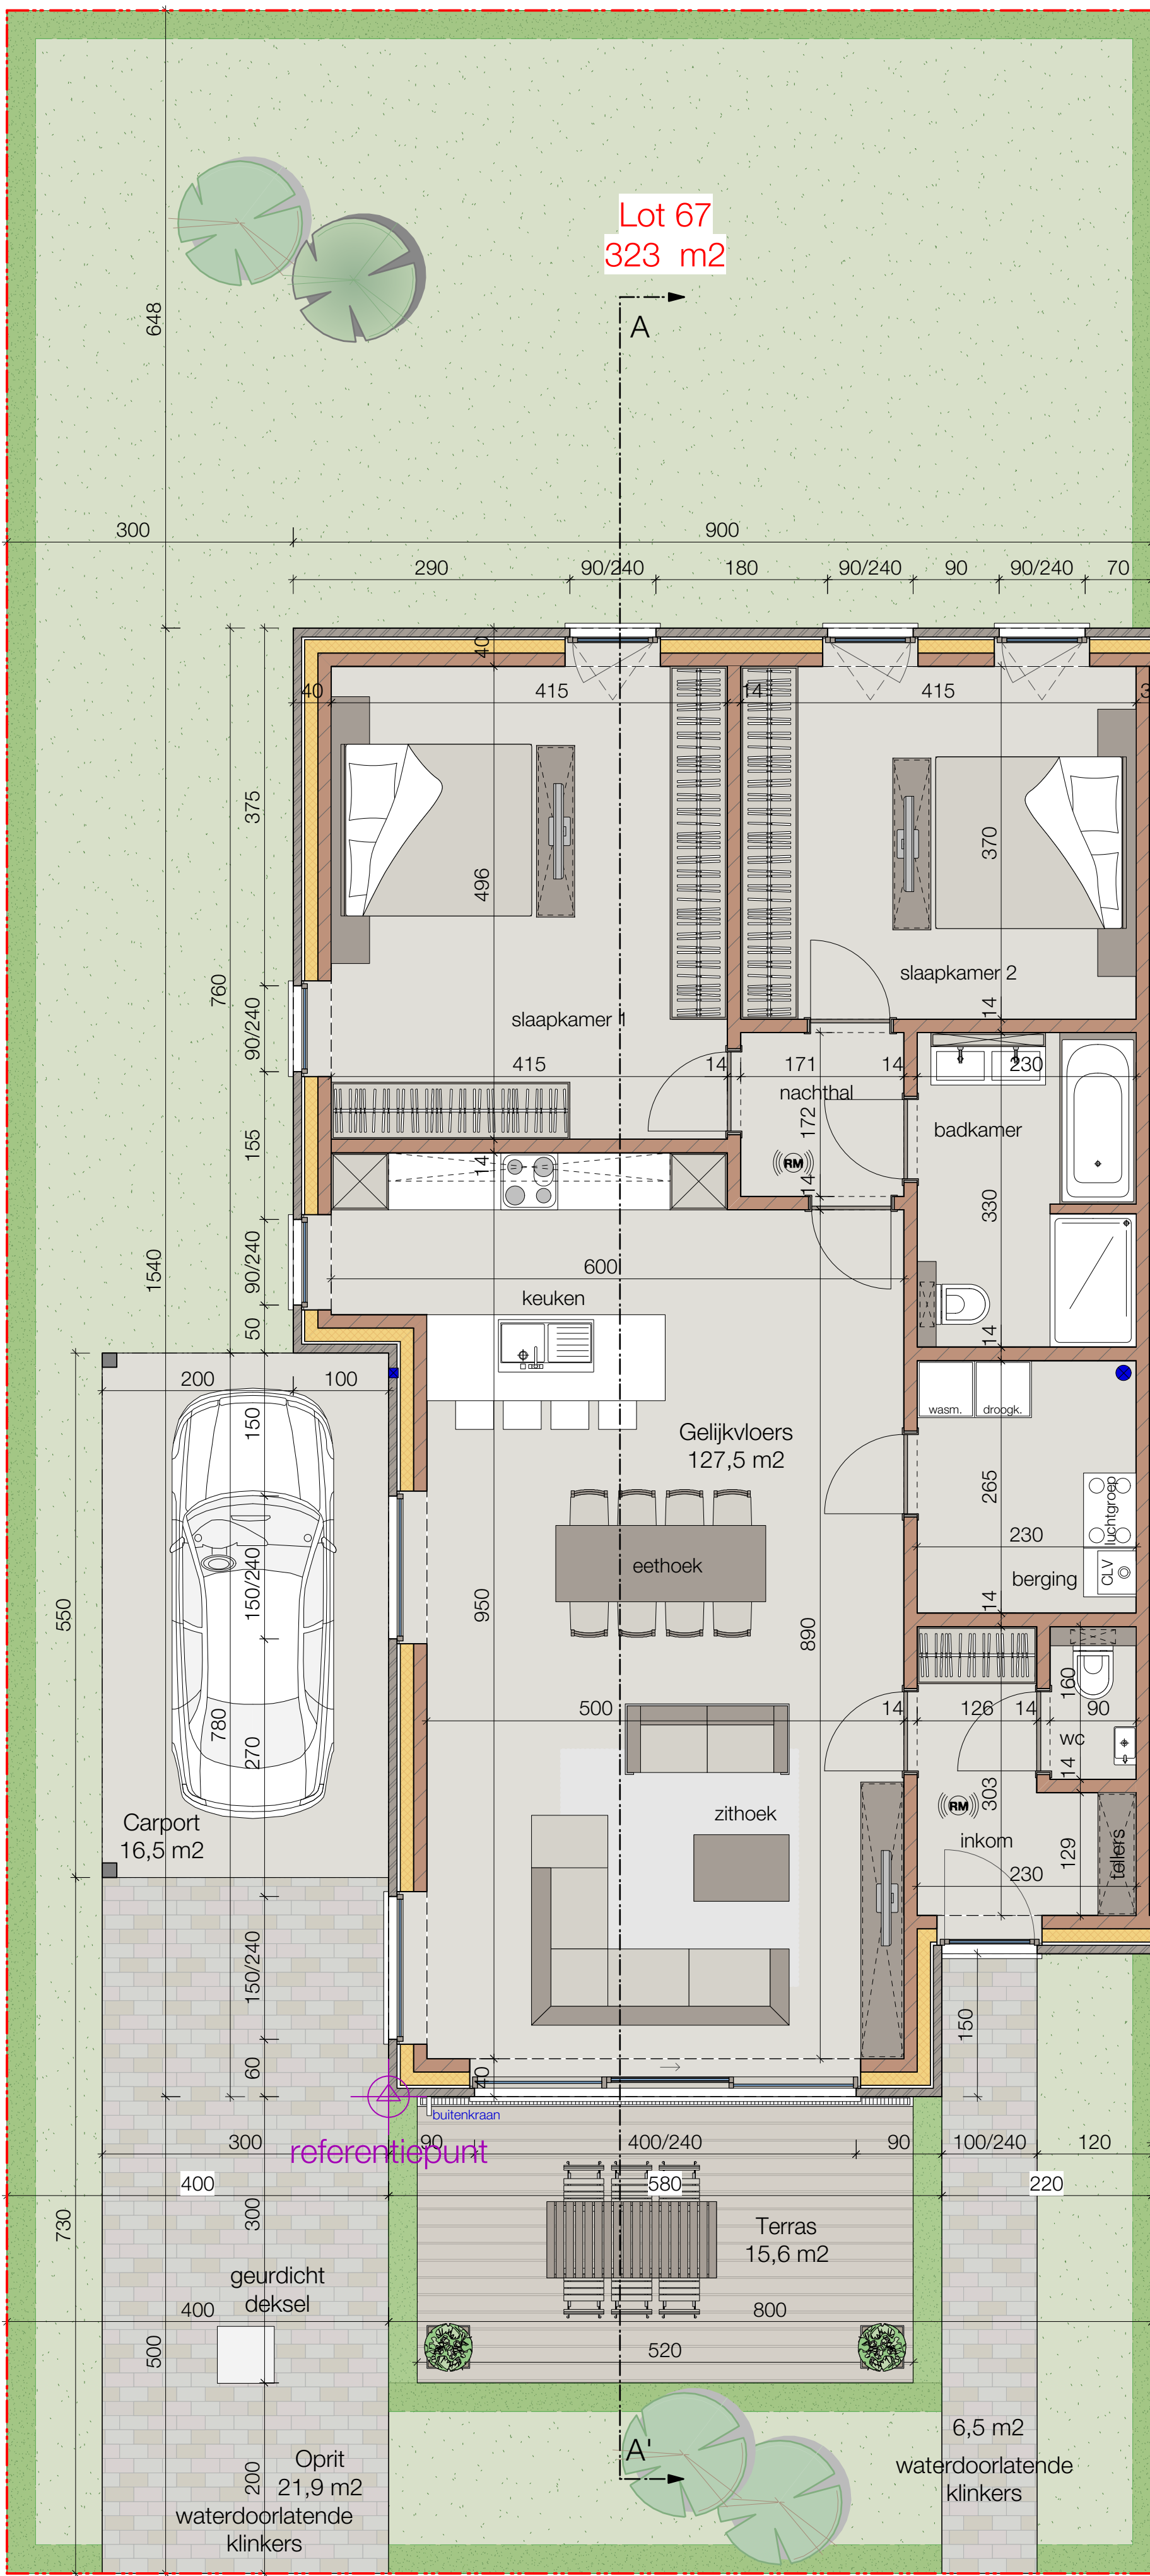 Lot 67
323 m2
A
648
300
900
290
90/240
180
90/240
90
90/240
70
40
40
415
14
415
3
375
496
370
760
slaapkamer 1
slaapkamer 2
14
90/240
415
14
171
14
230
nachthal
172
badkamer
155
14
RM
14
330
1540
90/240
600
keuken
50
14
200
100
150
wasm.
droogk.
Gelijkvloers
127,5 m2
265
luchtgroep
230
CLV
berging
14
eethoek
150/240
550
950
890
500
14
126
14
160
90
wc
14
780
270
303
RM
zithoek
inkom
129
tellers
Carport
16,5 m2
230
150/240
150
60
40
buitenkraan
referentiepunt
300
90
400/240
90
100/240
120
400
580
220
300
730
Terras
15,6 m2
geurdicht
deksel
400
800
500
520
A'
6,5 m2
waterdoorlatende
klinkers
Oprit
21,9 m2
200
waterdoorlatende
klinkers